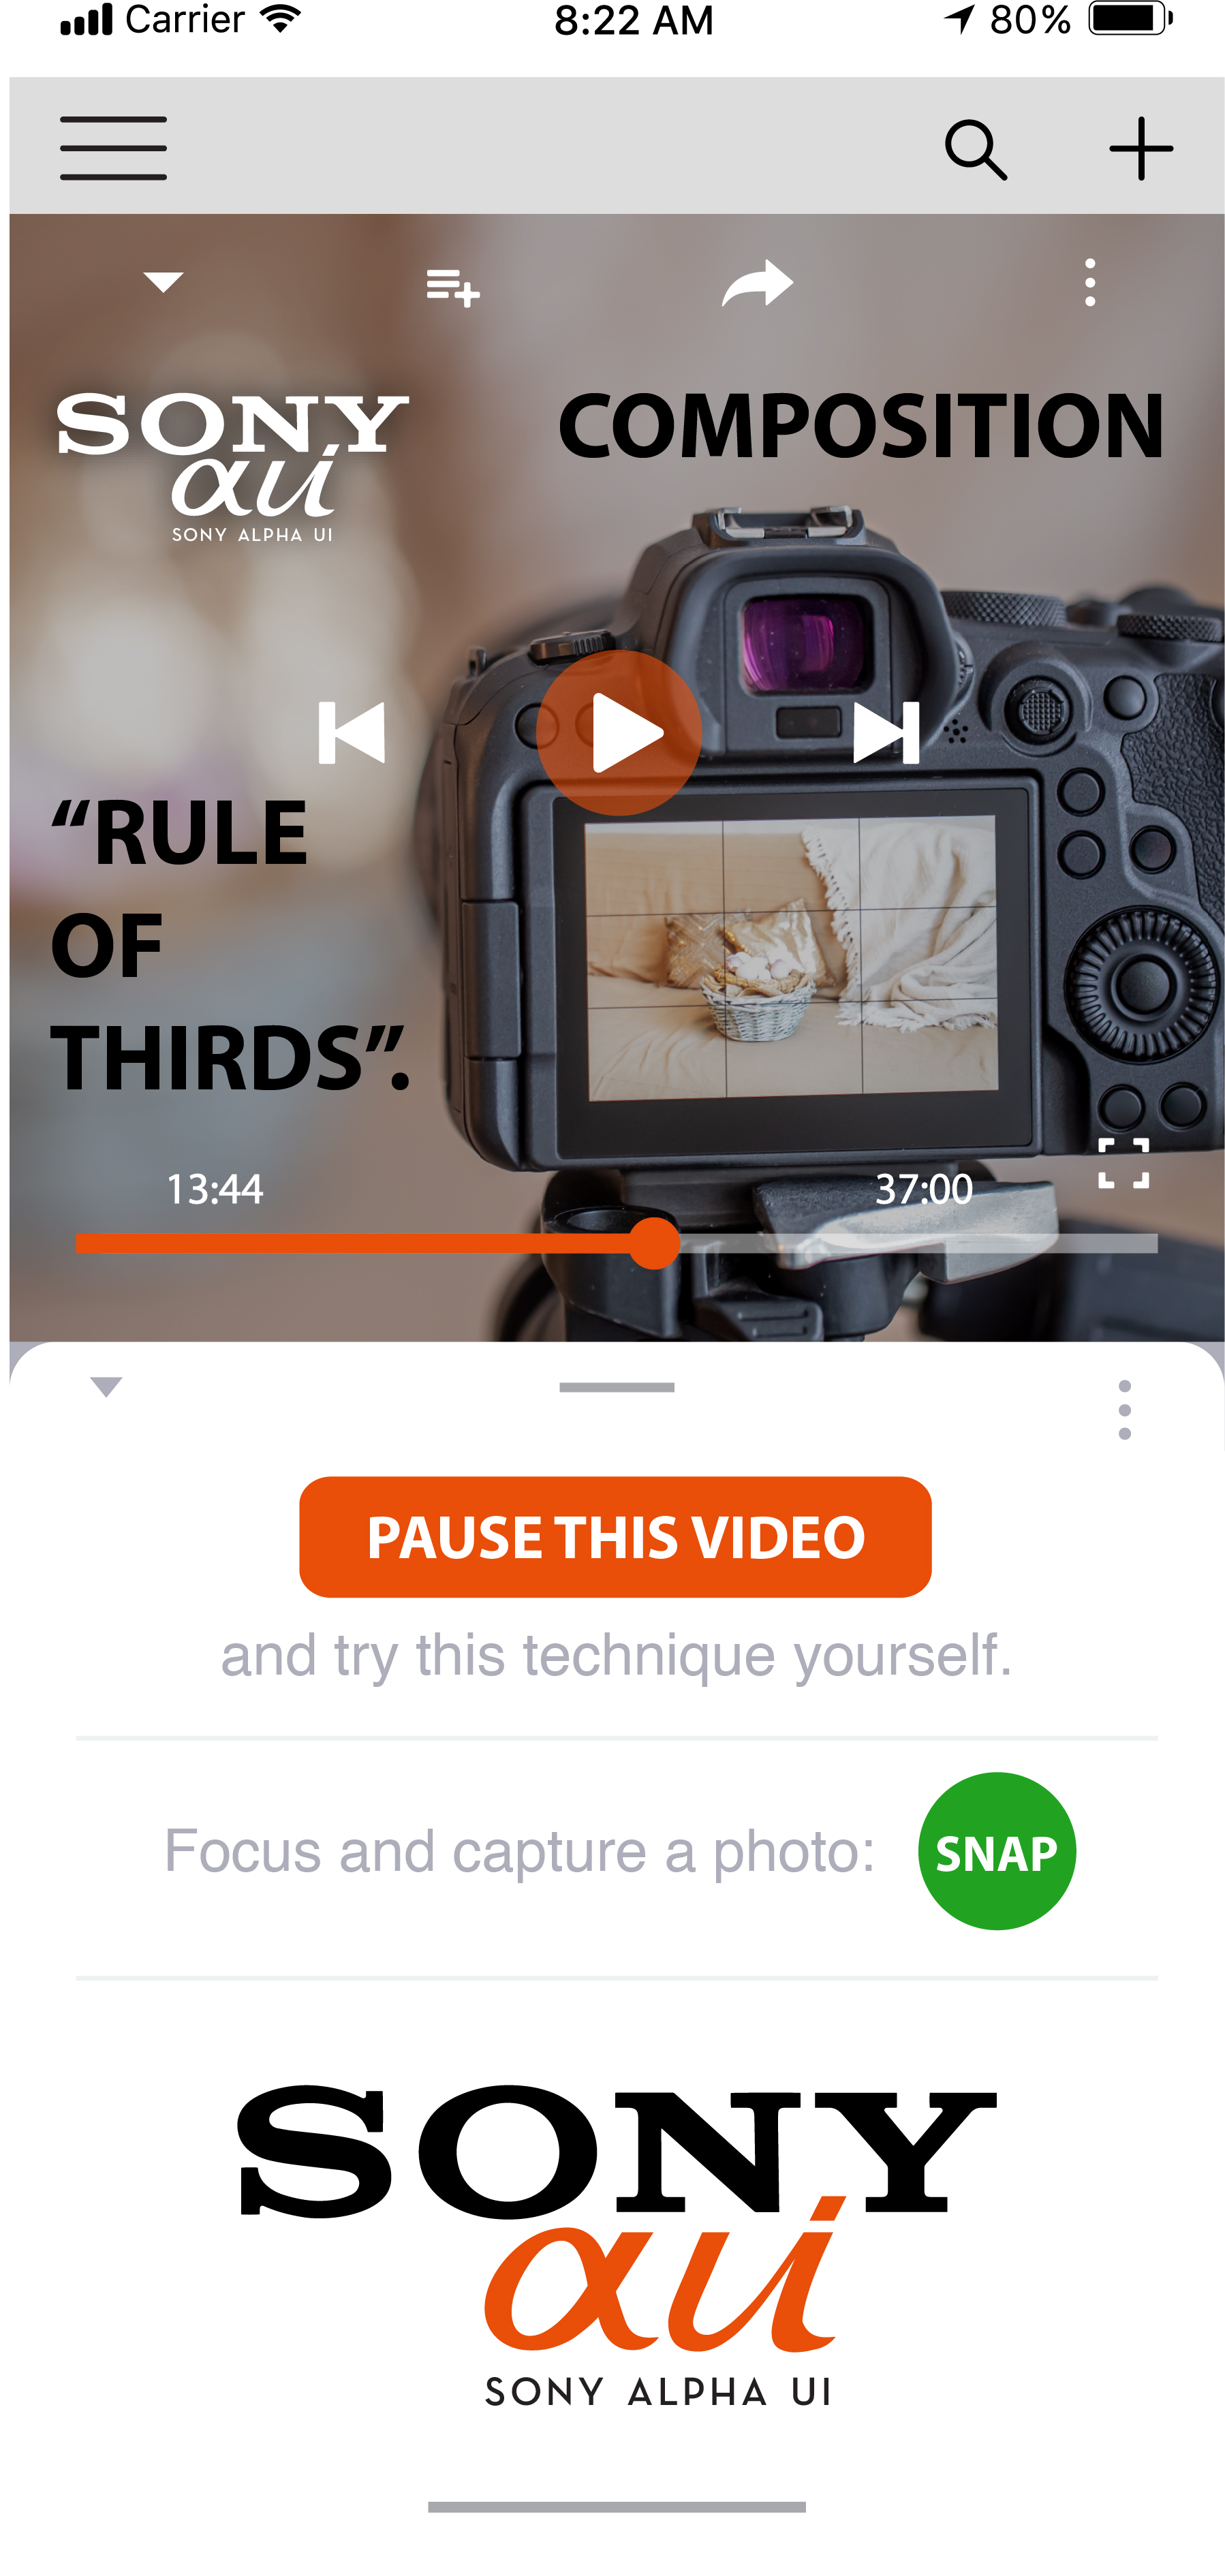 Carrier 8:22 AM 80%
SONY
αui
SONY ALPHA UI
COMPOSITION
“RULE
OF
THIRDS”.
13:44 37:00
PAUSE THIS VIDEO
and try this technique yourself.
Focus and capture a photo: SNAP
SONY
αui
SONY ALPHA UI